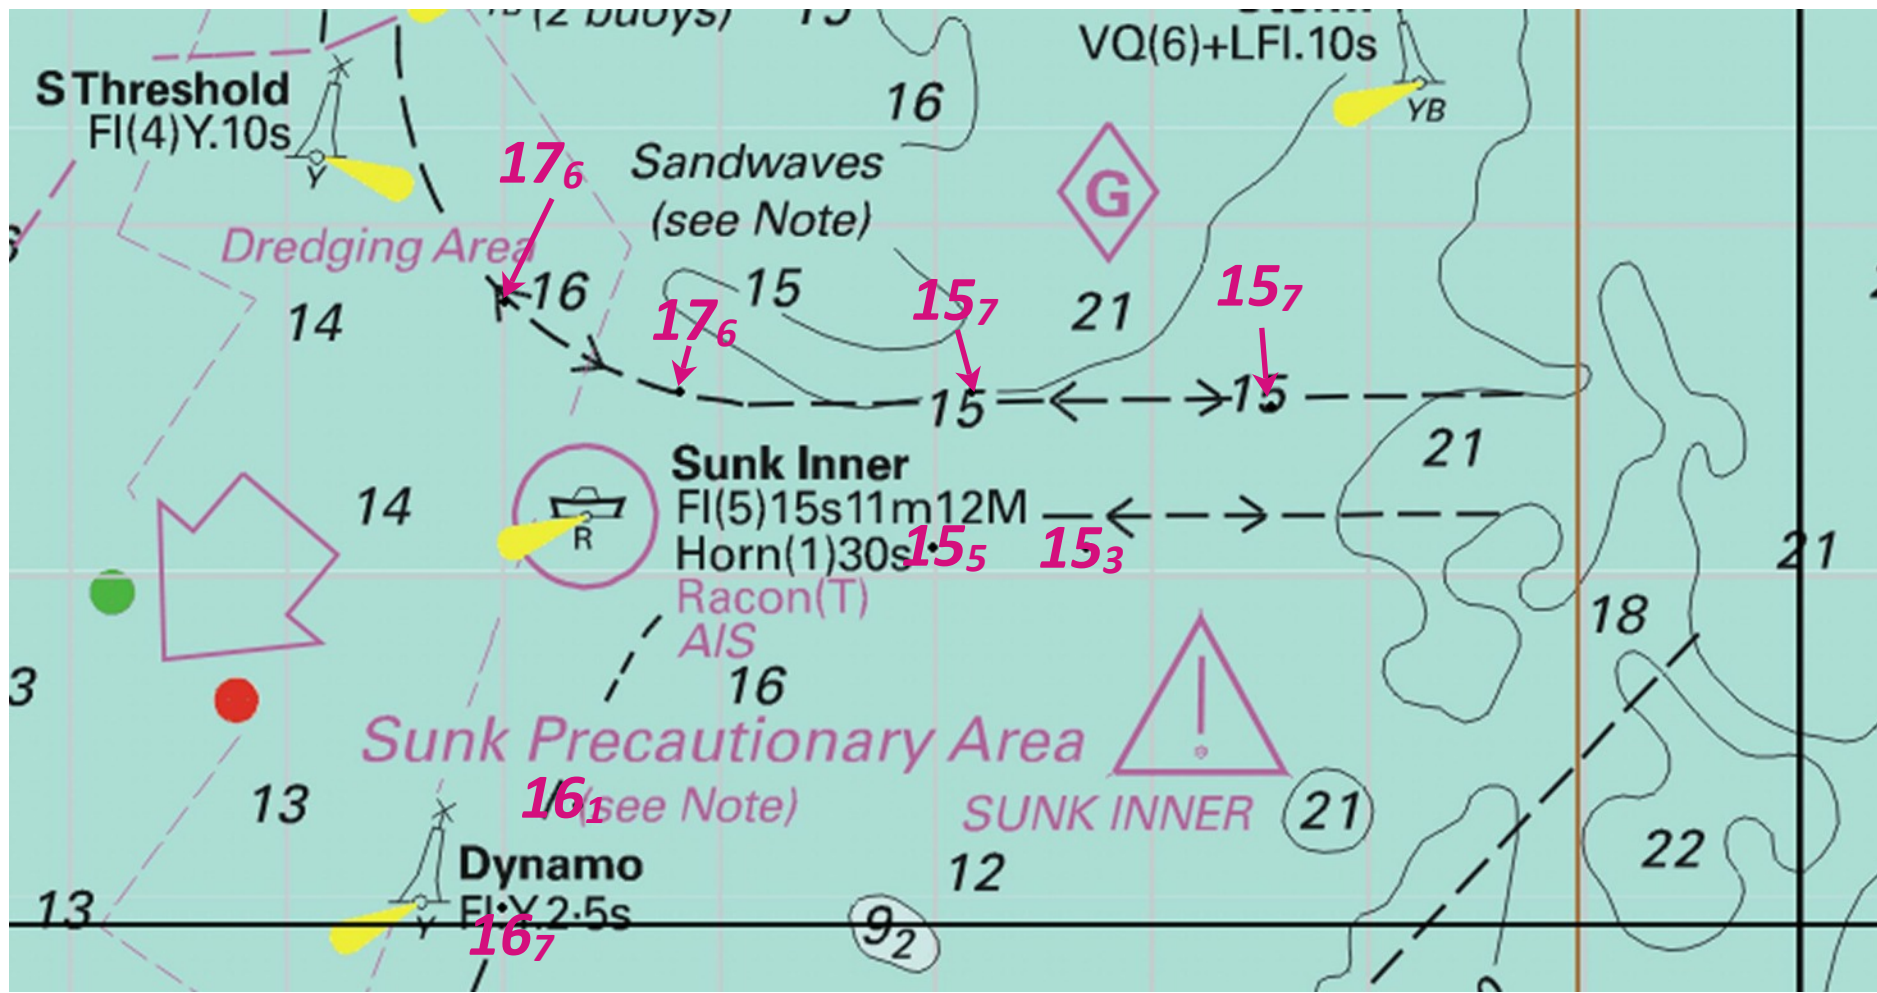 (2 buoys)
VQ(6)+LFl.10s
YB
S Threshold
Fl(4)Y.10s
Y
16
17₆
Sandwaves
(see Note)
G
Dredging Area
16
15
15₇
21
15₇
14
17₆
15
15
21
Sunk Inner
Fl(5)15s11m12M
Horn(1)30s
Racon(T)
AIS
R
14
15₅
15₃
21
18
3
16
Sunk Precautionary Area
(see Note)
16₁
SUNK INNER
21
13
22
Dynamo
Fl.Y.2·5s
Y
12
13
16₇
9₂